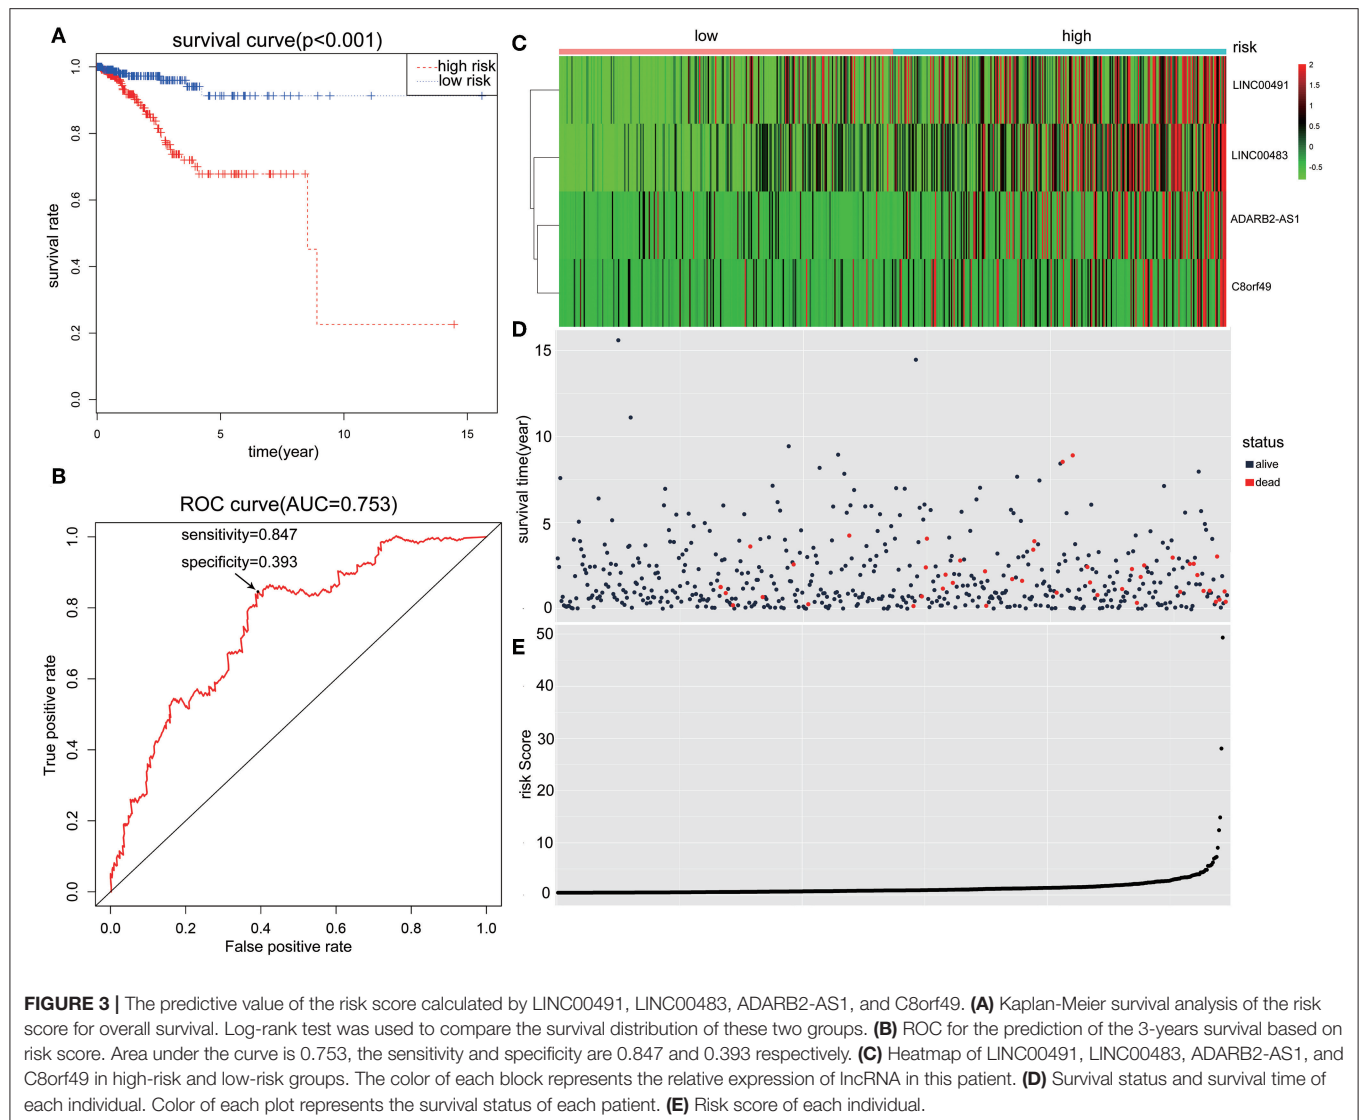 A
survival curve(p<0.001)
high risk
low risk
survival rate
0.0
0.2
0.4
0.6
0.8
1.0
0
5
10
15
time(year)
B
ROC curve(AUC=0.753)
sensitivity=0.847
specificity=0.393
True positive rate
0.0
0.2
0.4
0.6
0.8
1.0
0.0
0.2
0.4
0.6
0.8
1.0
False positive rate
C
low
high
risk
LINC00491
LINC00483
ADARB2-AS1
C8orf49
2
1.5
1
0.5
0
-0.5
D
survival time(year)
15
10
5
0
status
alive
dead
E
risk Score
50
40
30
20
10
0
FIGURE 3 | The predictive value of the risk score calculated by LINC00491, LINC00483, ADARB2-AS1, and C8orf49. (A) Kaplan-Meier survival analysis of the risk
score for overall survival. Log-rank test was used to compare the survival distribution of these two groups. (B) ROC for the prediction of the 3-years survival based on
risk score. Area under the curve is 0.753, the sensitivity and specificity are 0.847 and 0.393 respectively. (C) Heatmap of LINC00491, LINC00483, ADARB2-AS1, and
C8orf49 in high-risk and low-risk groups. The color of each block represents the relative expression of lncRNA in this patient. (D) Survival status and survival time of
each individual. Color of each plot represents the survival status of each patient. (E) Risk score of each individual.